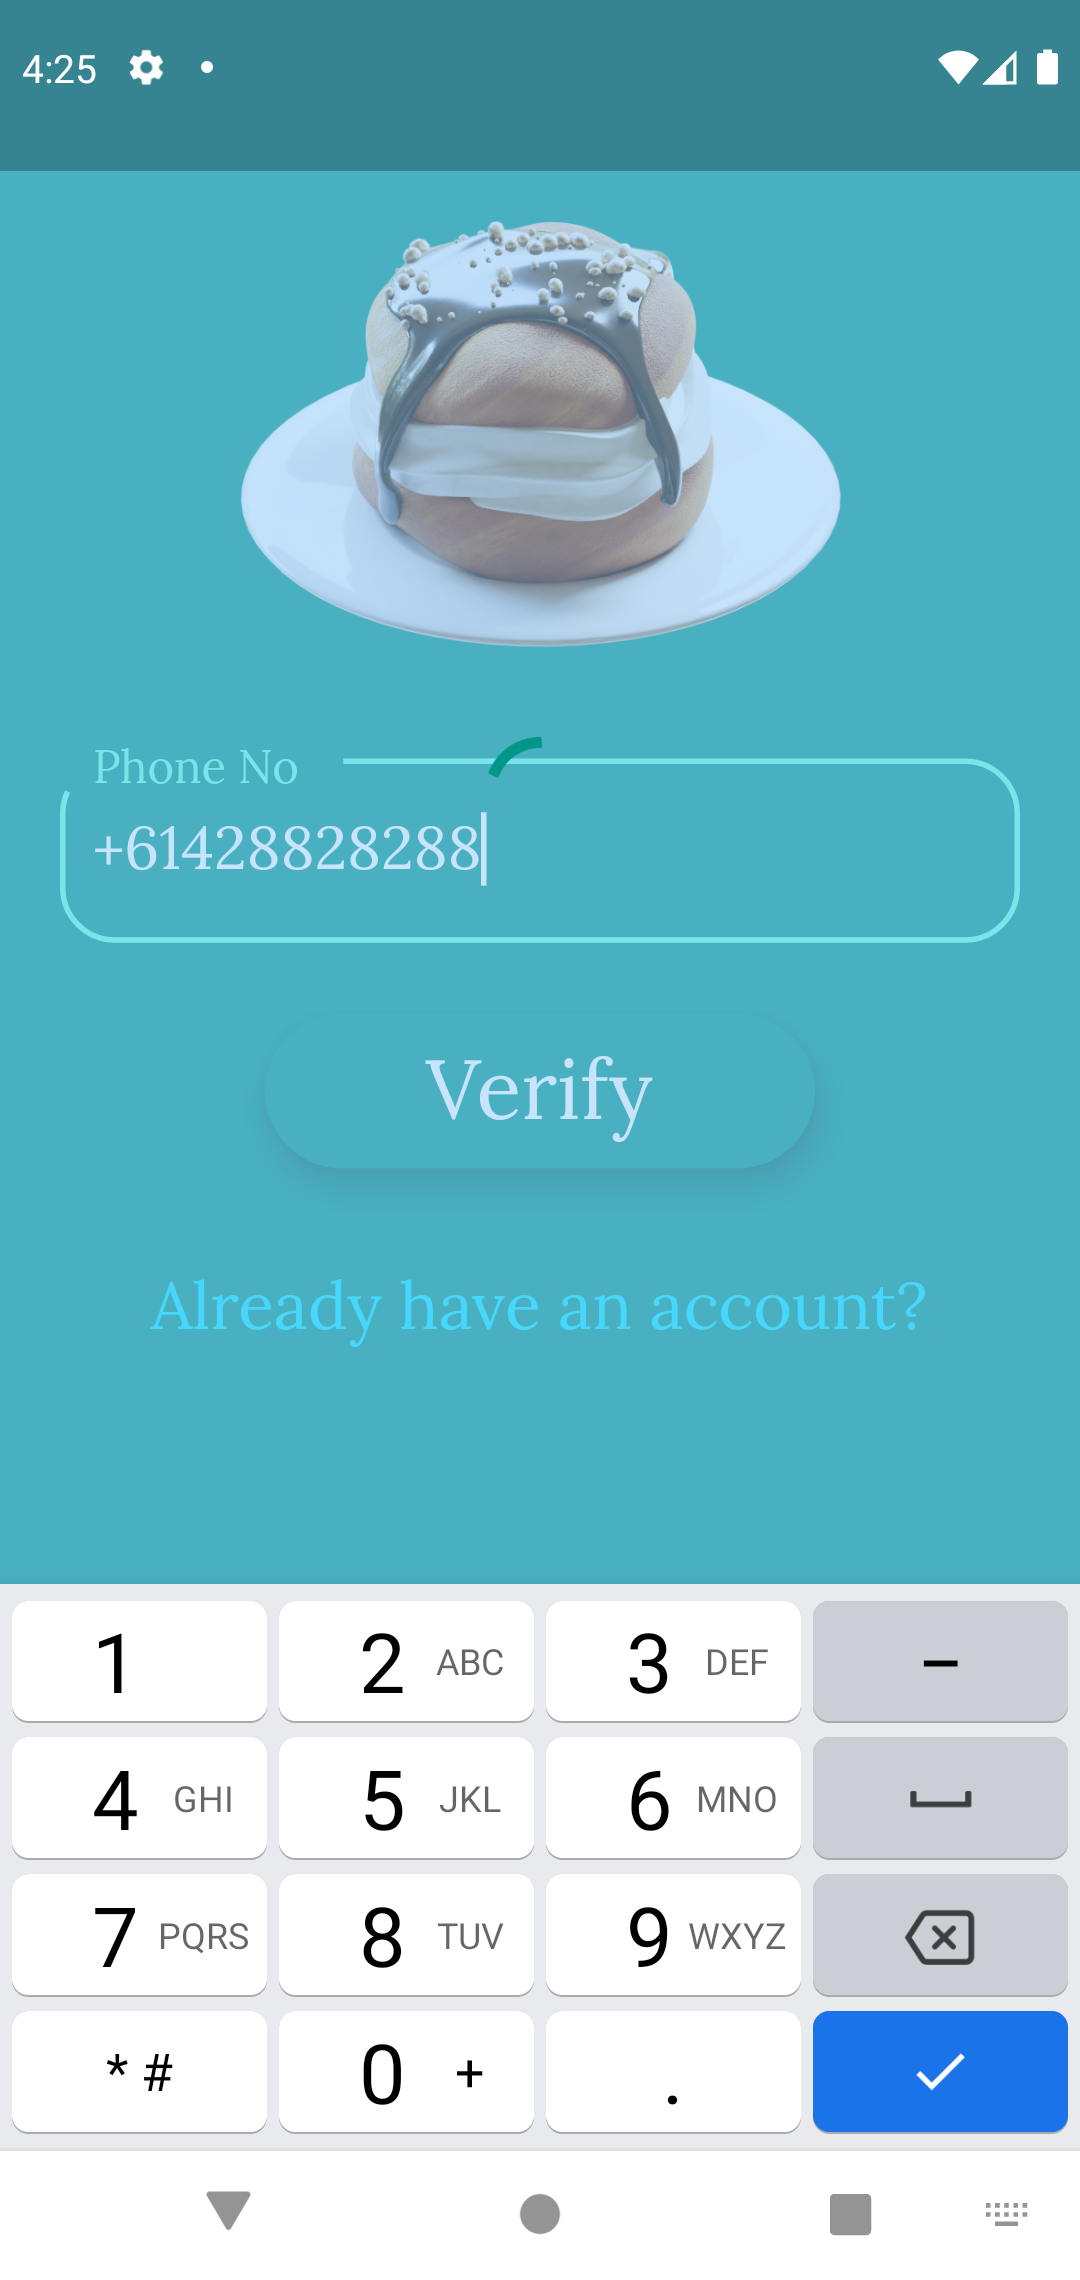 4:25
Phone No
+61428828288
Verify
Already have an account?
1
2 ABC
3 DEF
–
4 GHI
5 JKL
6 MNO
7 PQRS
8 TUV
9 WXYZ
* #
0 +
.